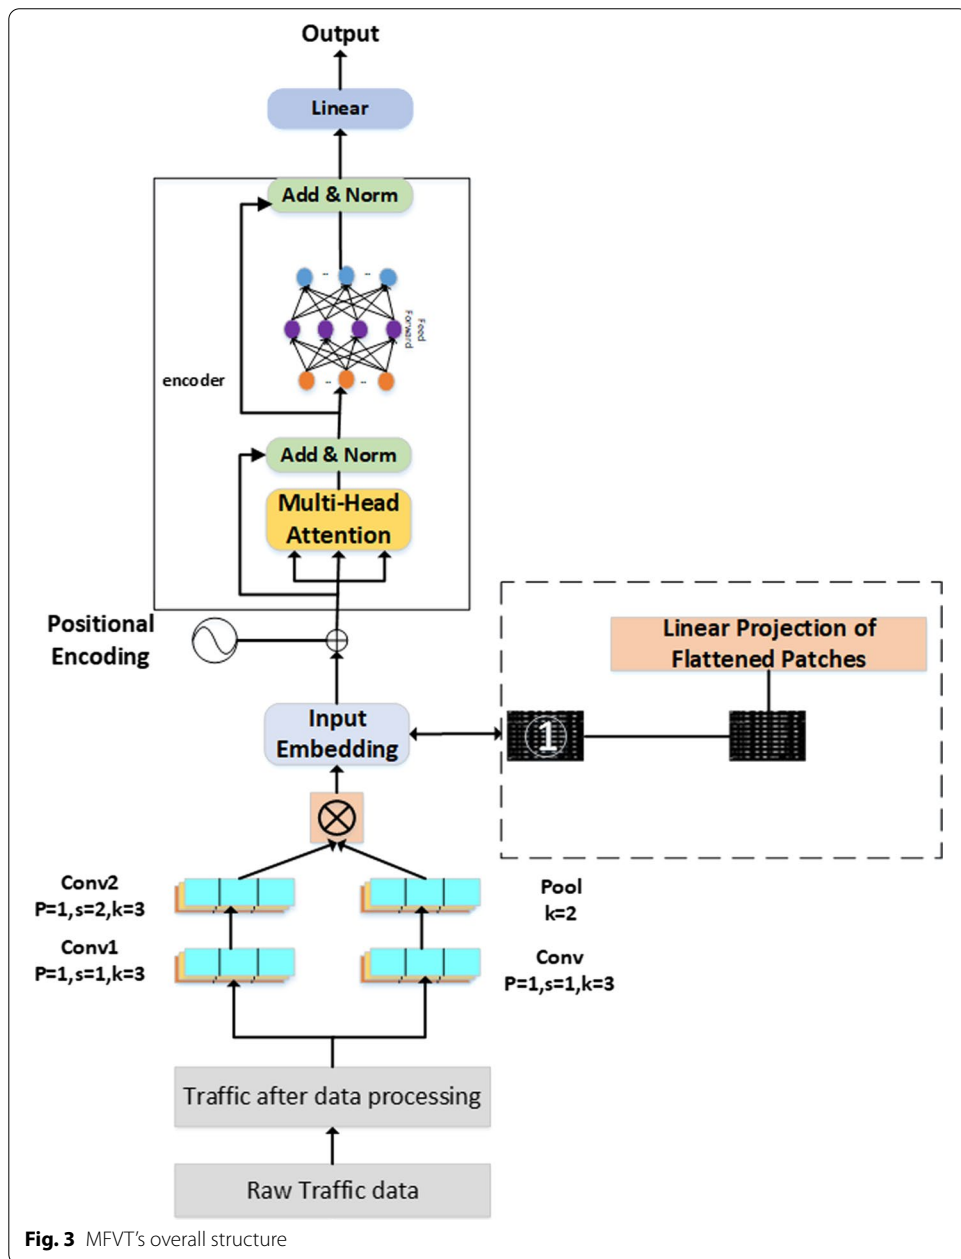 Output
Linear
Add & Norm
Feed
Forward
encoder
Add & Norm
Multi-Head
Attention
Positional
Encoding
Linear Projection of
Flattened Patches
Input
Embedding
1
Conv2
P=1,s=2,k=3
Pool
k=2
Conv1
P=1,s=1,k=3
Conv
P=1,s=1,k=3
Traffic after data processing
Raw Traffic data
Fig. 3 MFVT's overall structure